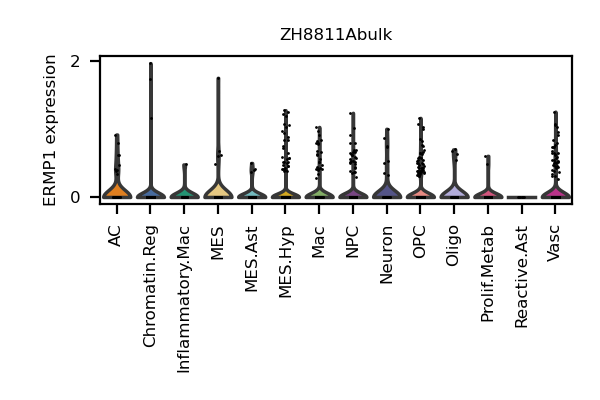 ZH8811Abulk
ERMP1 expression
2
0
AC
Chromatin.Reg
Inflammatory.Mac
MES
MES.Ast
MES.Hyp
Mac
NPC
Neuron
OPC
Oligo
Prolif.Metab
Reactive.Ast
Vasc